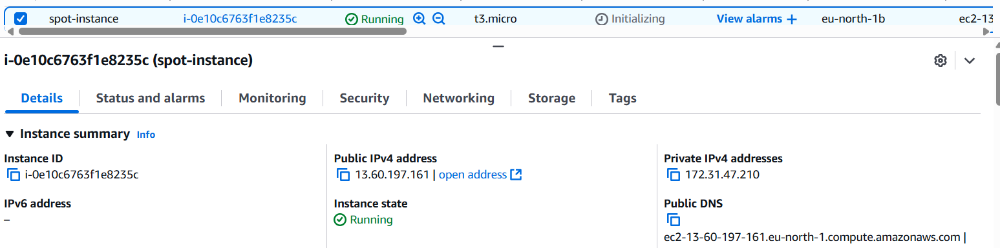 spot-instance i-0e10c6763f1e8235c Running t3.micro Initializing View alarms + eu-north-1b ec2-13
i-0e10c6763f1e8235c (spot-instance)
Details Status and alarms Monitoring Security Networking Storage Tags
Instance summary Info
Instance ID Public IPv4 address Private IPv4 addresses
i-0e10c6763f1e8235c 13.60.197.161 | open address 172.31.47.210
IPv6 address Instance state Public DNS
– Running
ec2-13-60-197-161.eu-north-1.compute.amazonaws.com |